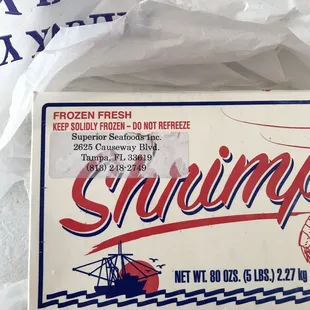 FROZEN FRESH
KEEP SOLIDLY FROZEN - DO NOT REFREEZE
Superior Seafoods Inc.
2625 Causeway Blvd.
Tampa, FL 33619
(813) 248-2749
Shrimp
NET WT. 80 OZS. (5 LBS.) 2.27 kg